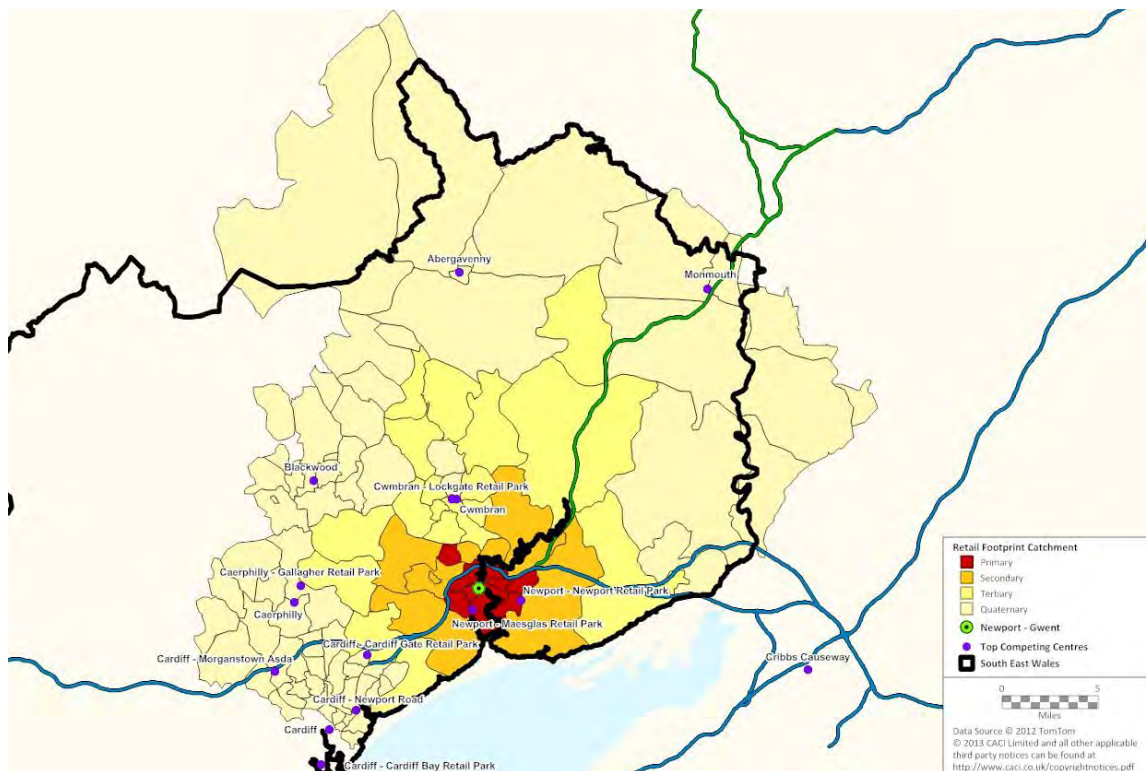 Abergavenny
Monmouth
Blackwood
Cwmbran - Lockgate Retail Park
Cwmbran
Caerphilly - Gallagher Retail Park
Caerphilly
Newport - Newport Retail Park
Newport - Maesglas Retail Park
Cardiff - Cardiff Gate Retail Park
Cardiff - Morganstown Asda
Cribbs Causeway
Cardiff - Newport Road
Cardiff
Cardiff - Cardiff Bay Retail Park
Retail Footprint Catchment
Primary
Secondary
Tertiary
Quaternary
Newport - Gwent
Top Competing Centres
South East Wales
0 5
Miles
Data Source © 2012 TomTom
© 2013 CACI Limited and all other applicable
third party notices can be found at
http://www.caci.co.uk/copyrightnotices.pdf